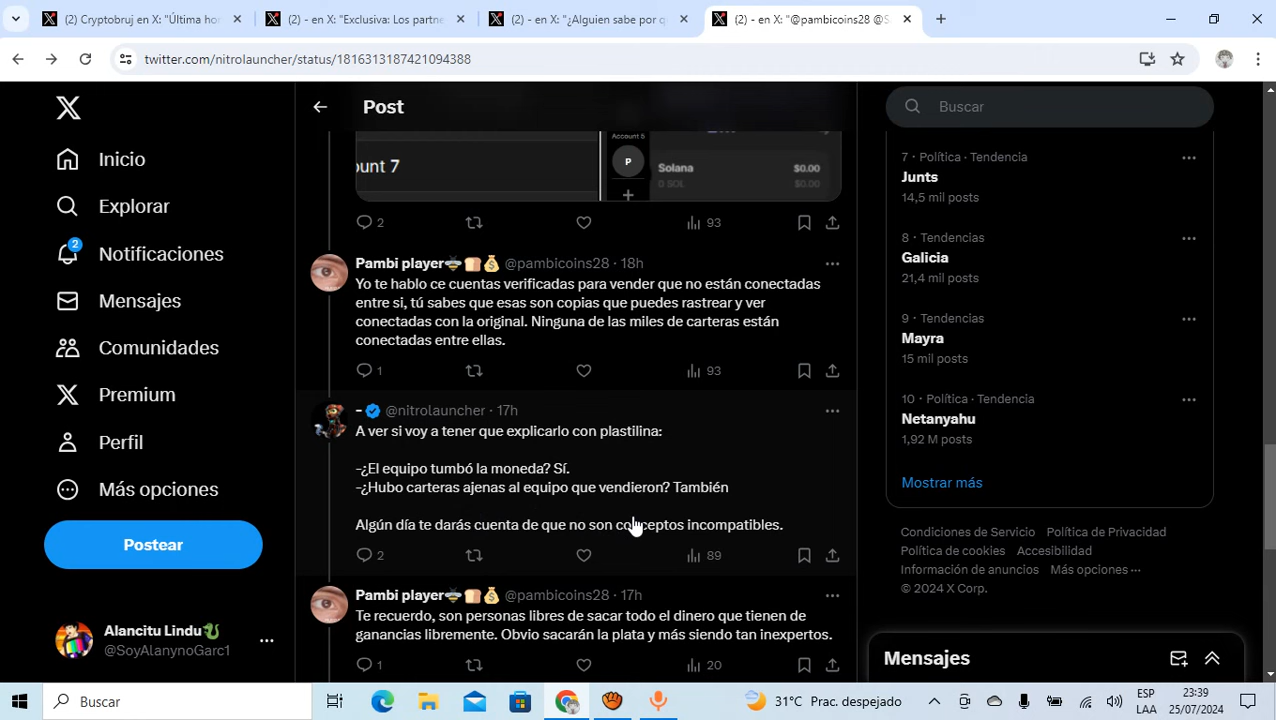 (2) Cryptobruj en X: "Última hor
(2) - en X: "Exclusiva: Los partne
(2) - en X: "¿Alguien sabe por q
(2) - en X: "@pambicoins28 @S
twitter.com/nitrolauncher/status/1816313187421094388
Inicio
Explorar
2
Notificaciones
Mensajes
Comunidades
Premium
Perfil
Más opciones
Postear
Alancitu Lindu🐍
@SoyAlanynoGarc1
Post
ount 7
Account 5
P
Solana
$0.00
0 SOL
$0.00
2
93
Pambi player🐝🍞💰 @pambicoins28 · 18h
Yo te hablo ce cuentas verificadas para vender que no están conectadas
entre si, tú sabes que esas son copias que puedes rastrear y ver
conectadas con la original. Ninguna de las miles de carteras están
conectadas entre ellas.
1
93
- @nitrolauncher · 17h
A ver si voy a tener que explicarlo con plastilina:
-¿El equipo tumbó la moneda? Sí.
-¿Hubo carteras ajenas al equipo que vendieron? También
Algún día te darás cuenta de que no son conceptos incompatibles.
2
89
Pambi player🐝🍞💰 @pambicoins28 · 17h
Te recuerdo, son personas libres de sacar todo el dinero que tienen de
ganancias libremente. Obvio sacarán la plata y más siendo tan inexpertos.
1
20
Buscar
7 · Política · Tendencia
Junts
14,5 mil posts
8 · Tendencias
Galicia
21,4 mil posts
9 · Tendencias
Mayra
15 mil posts
10 · Política · Tendencia
Netanyahu
1,92 M posts
Mostrar más
Condiciones de Servicio Política de Privacidad
Política de cookies Accesibilidad
Información de anuncios Más opciones ···
© 2024 X Corp.
Mensajes
Buscar
31°C Prac. despejado
ESP
LAA
23:39
25/07/2024